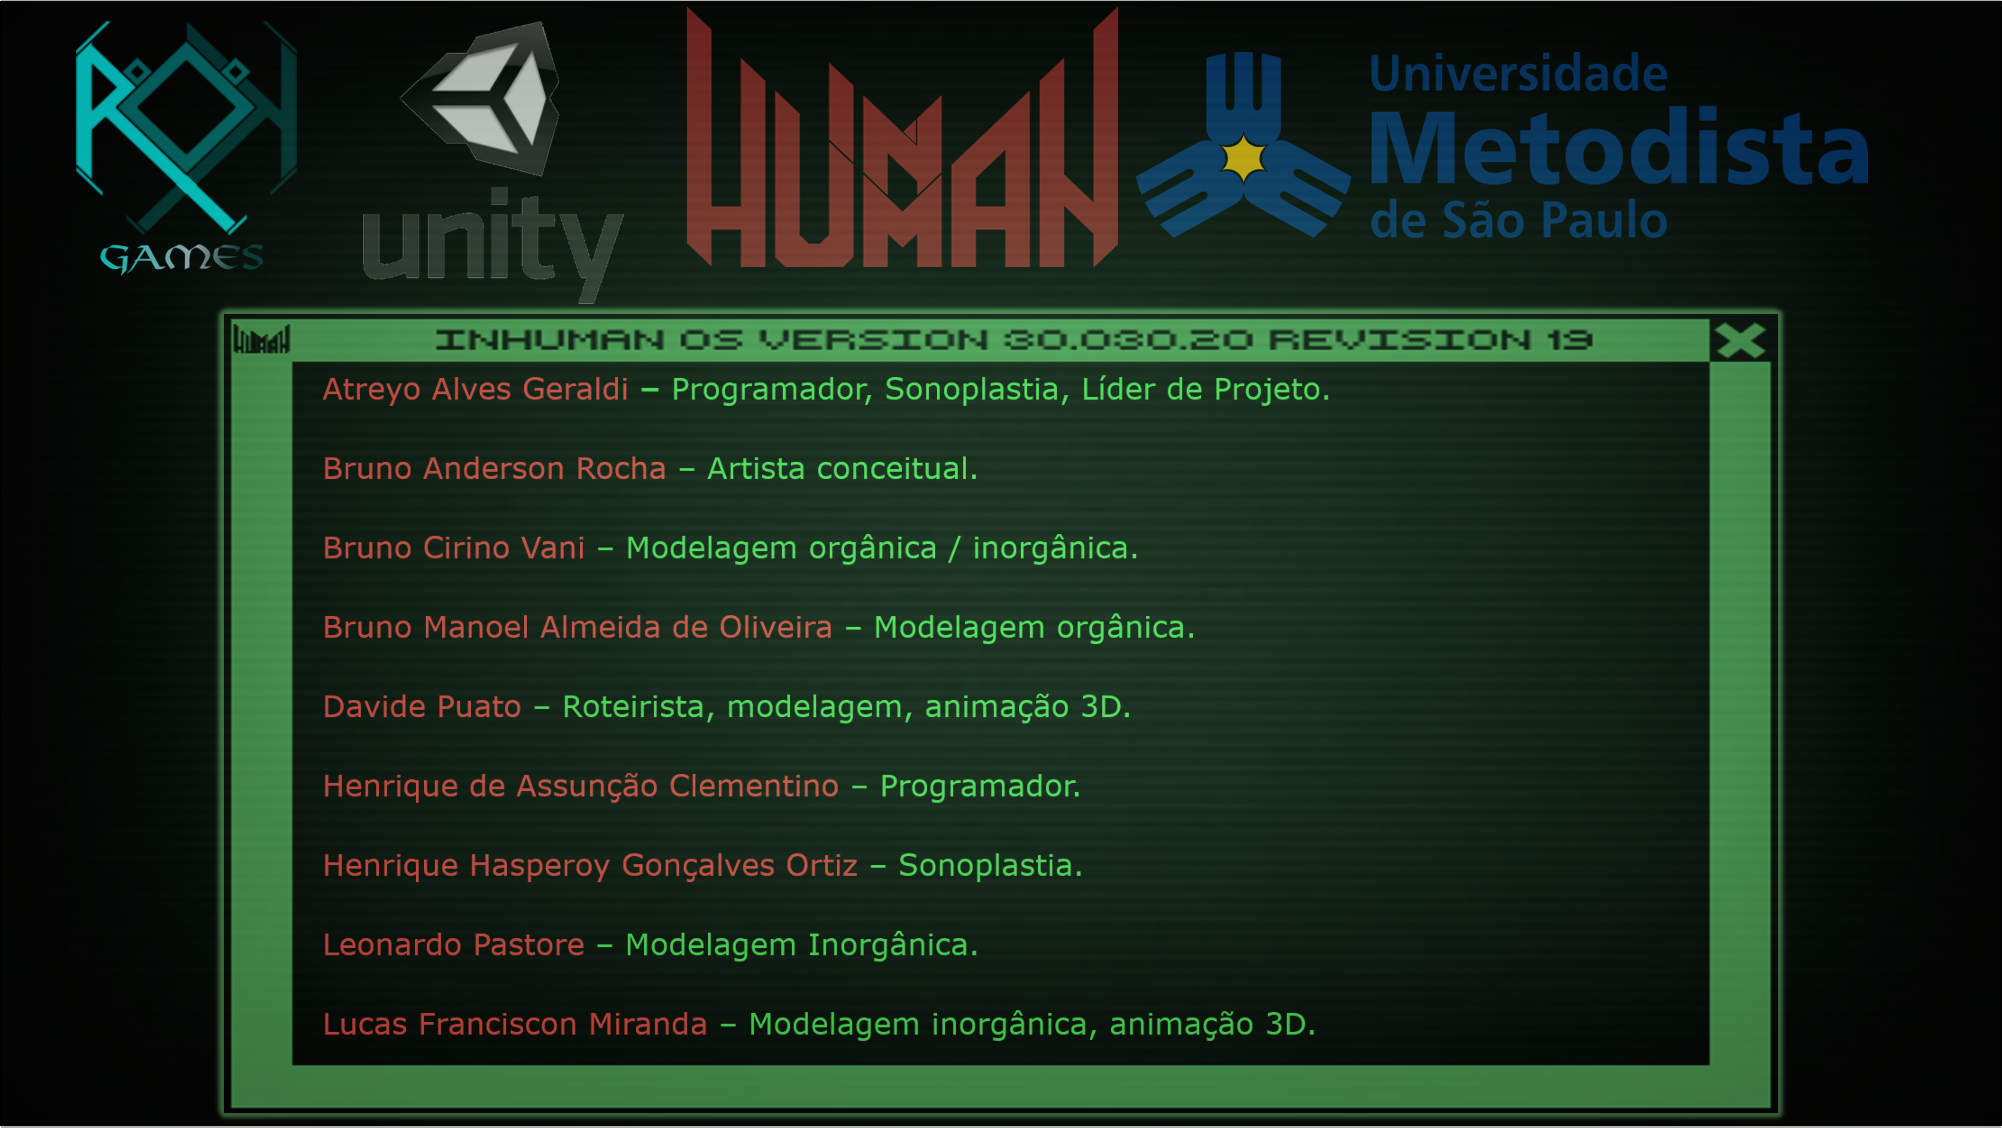 GAMES
unity
HUMAN
Universidade
Metodista
de São Paulo
HUMAN
INHUMAN OS VERSION 30.030.20 REVISION 19
Atreyo Alves Geraldi – Programador, Sonoplastia, Líder de Projeto.
Bruno Anderson Rocha – Artista conceitual.
Bruno Cirino Vani – Modelagem orgânica / inorgânica.
Bruno Manoel Almeida de Oliveira – Modelagem orgânica.
Davide Puato – Roteirista, modelagem, animação 3D.
Henrique de Assunção Clementino – Programador.
Henrique Hasperoy Gonçalves Ortiz – Sonoplastia.
Leonardo Pastore – Modelagem Inorgânica.
Lucas Franciscon Miranda – Modelagem inorgânica, animação 3D.